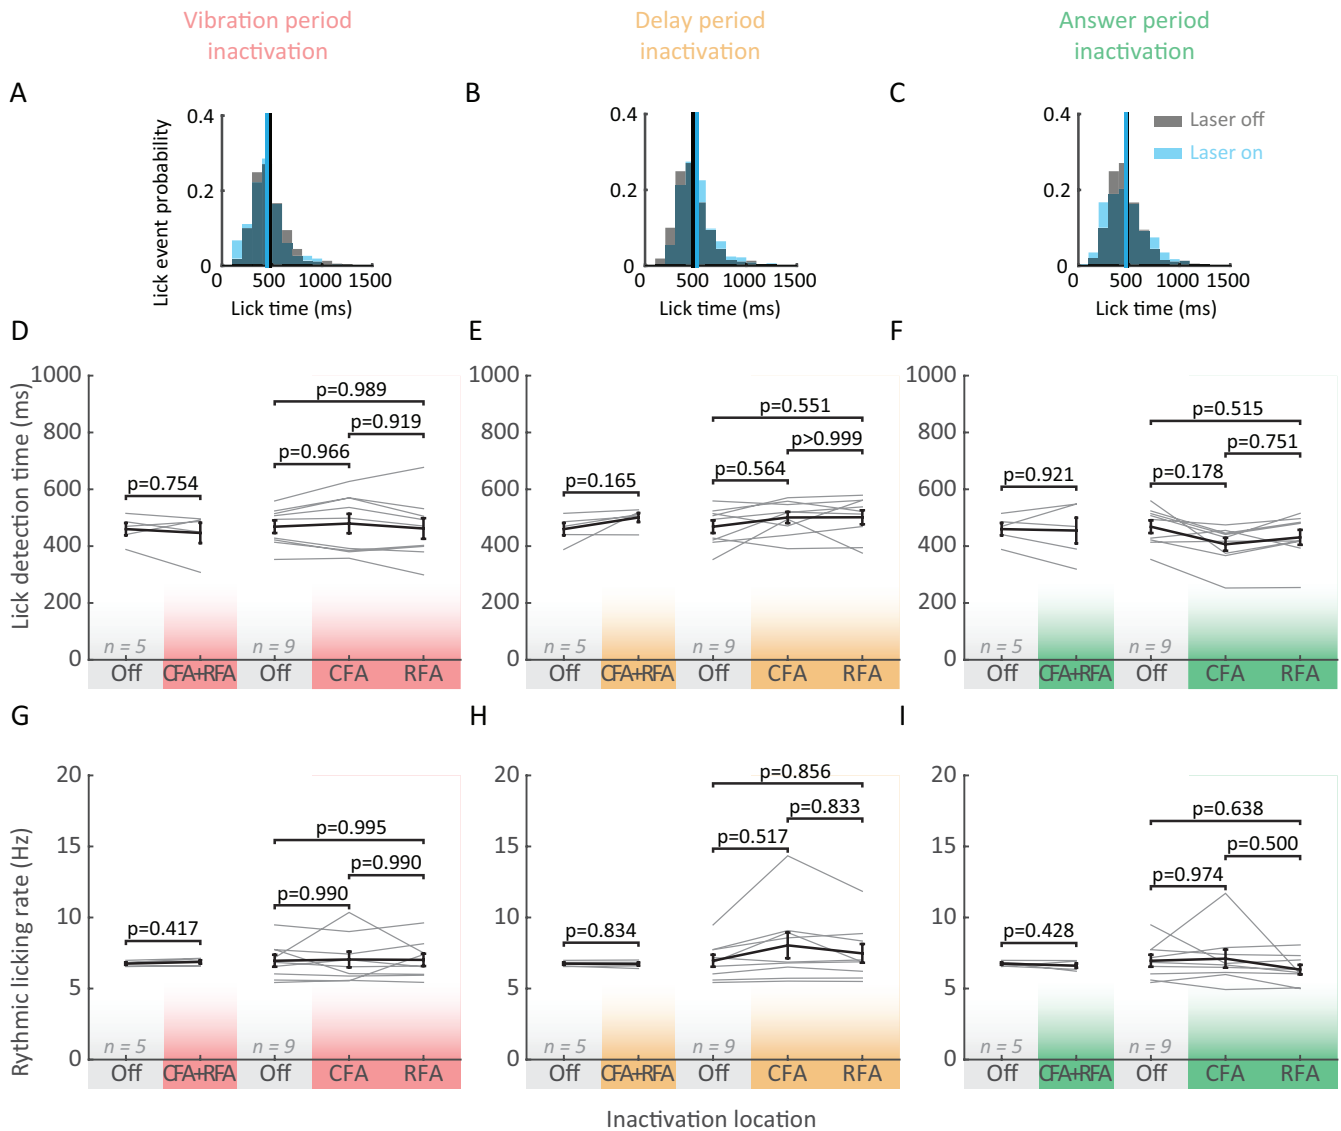 Vibration period
inactivation
Delay period
inactivation
Answer period
inactivation
A
B
C
Lick event probability
0.4
0.2
0
0 500 1000 1500
Lick time (ms)
0.4
0.2
0
0 500 1000 1500
Lick time (ms)
0.4
0.2
0
0 500 1000 1500
Lick time (ms)
Laser off
Laser on
D
E
F
Lick detection time (ms)
1000
800
600
400
200
0
p=0.989
p=0.919
p=0.966
p=0.754
n = 5
n = 9
Off CFA+RFA Off CFA RFA
1000
800
600
400
200
0
p=0.551
p>0.999
p=0.564
p=0.165
n = 5
n = 9
Off CFA+RFA Off CFA RFA
1000
800
600
400
200
0
p=0.515
p=0.751
p=0.178
p=0.921
n = 5
n = 9
Off CFA+RFA Off CFA RFA
G
H
I
Rythmic licking rate (Hz)
20
15
10
5
0
p=0.995
p=0.990
p=0.990
p=0.417
n = 5
n = 9
Off CFA+RFA Off CFA RFA
20
15
10
5
0
p=0.856
p=0.833
p=0.517
p=0.834
n = 5
n = 9
Off CFA+RFA Off CFA RFA
20
15
10
5
0
p=0.638
p=0.500
p=0.974
p=0.428
n = 5
n = 9
Off CFA+RFA Off CFA RFA
Inactivation location